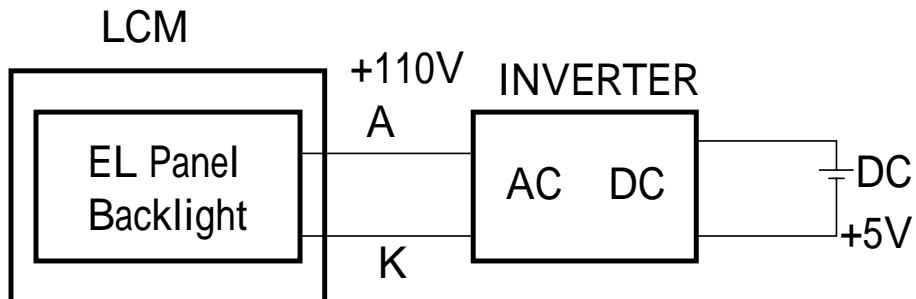 LCM
+110V
INVERTER
A
EL Panel
Backlight
AC DC
DC
+5V
K